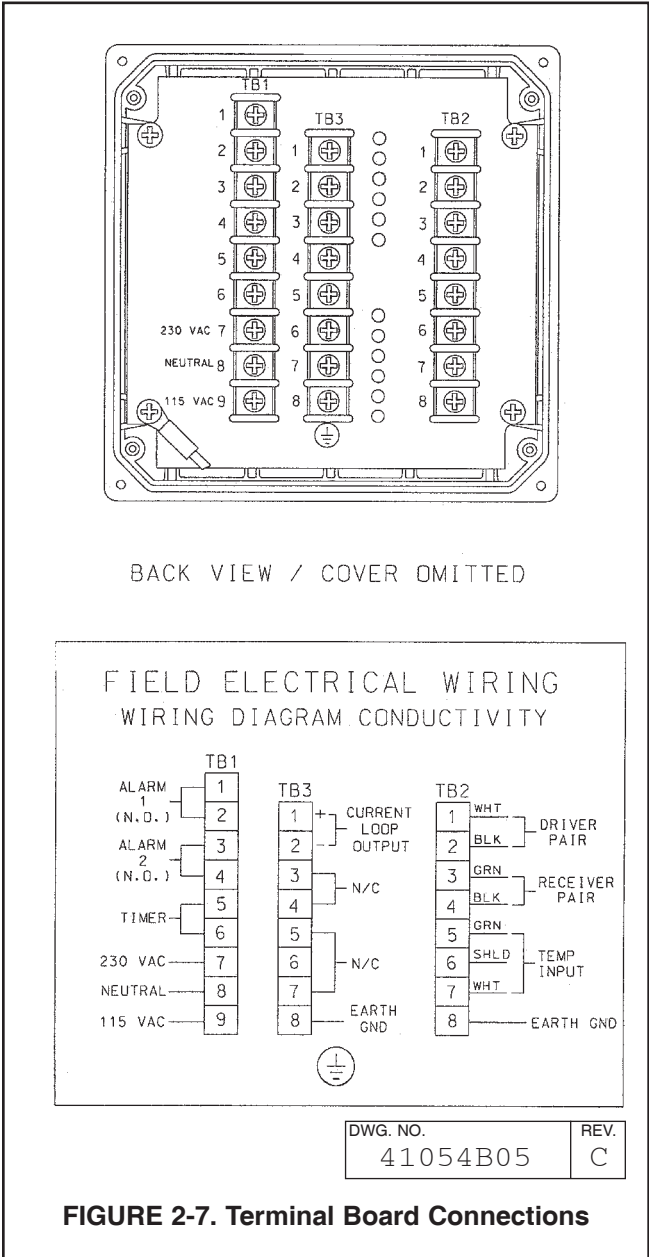 TB1
TB3
TB2
1
2
3
4
5
6
230 VAC 7
NEUTRAL 8
115 VAC 9
1
2
3
4
5
6
7
8
1
2
3
4
5
6
7
8
BACK VIEW / COVER OMITTED
FIELD ELECTRICAL WIRING
WIRING DIAGRAM CONDUCTIVITY
TB1
ALARM
1
(N.O.)
1
2
ALARM
2
(N.O.)
3
4
TIMER
5
6
230 VAC 7
NEUTRAL 8
115 VAC 9
TB3
1 +
2 -
CURRENT
LOOP
OUTPUT
3
4
N/C
5
6
7
N/C
8
EARTH
GND
TB2
1 WHT
2 BLK
DRIVER
PAIR
3 GRN
4 BLK
RECEIVER
PAIR
5 GRN
6 SHLD
7 WHT
TEMP
INPUT
8 EARTH GND
DWG. NO.
41054B05
REV.
C
FIGURE 2-7. Terminal Board Connections